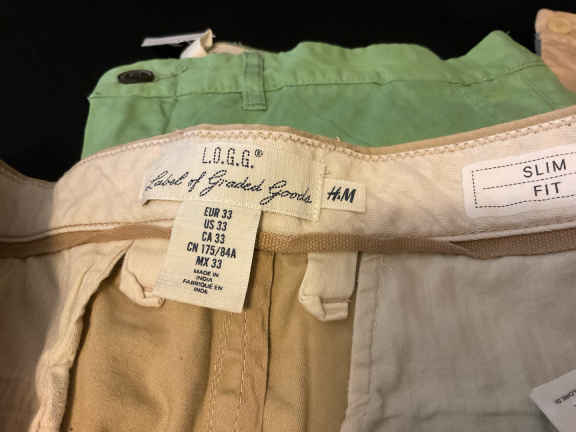 L.O.G.G.®
Label of Graded Goods
H&M
SLIM
FIT
EUR 33
US 33
CA 33
CN 175/84A
MX 33
MADE IN
INDIA
FABRIQUÉ EN
INDE